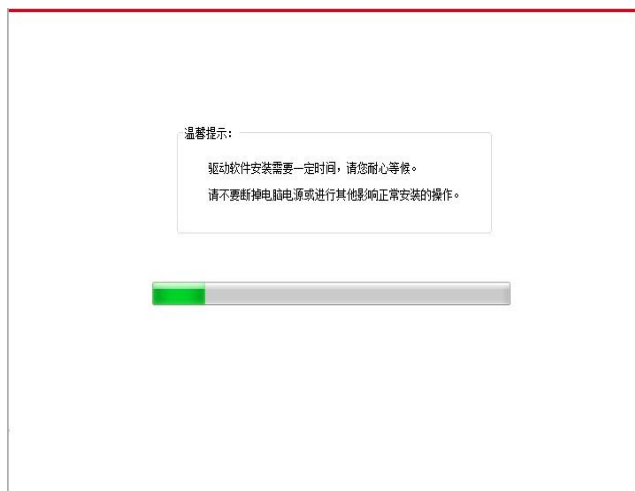 温馨提示：
驱动软件安装需要一定时间，请您耐心等候。
请不要断掉电脑电源或进行其他影响正常安装的操作。